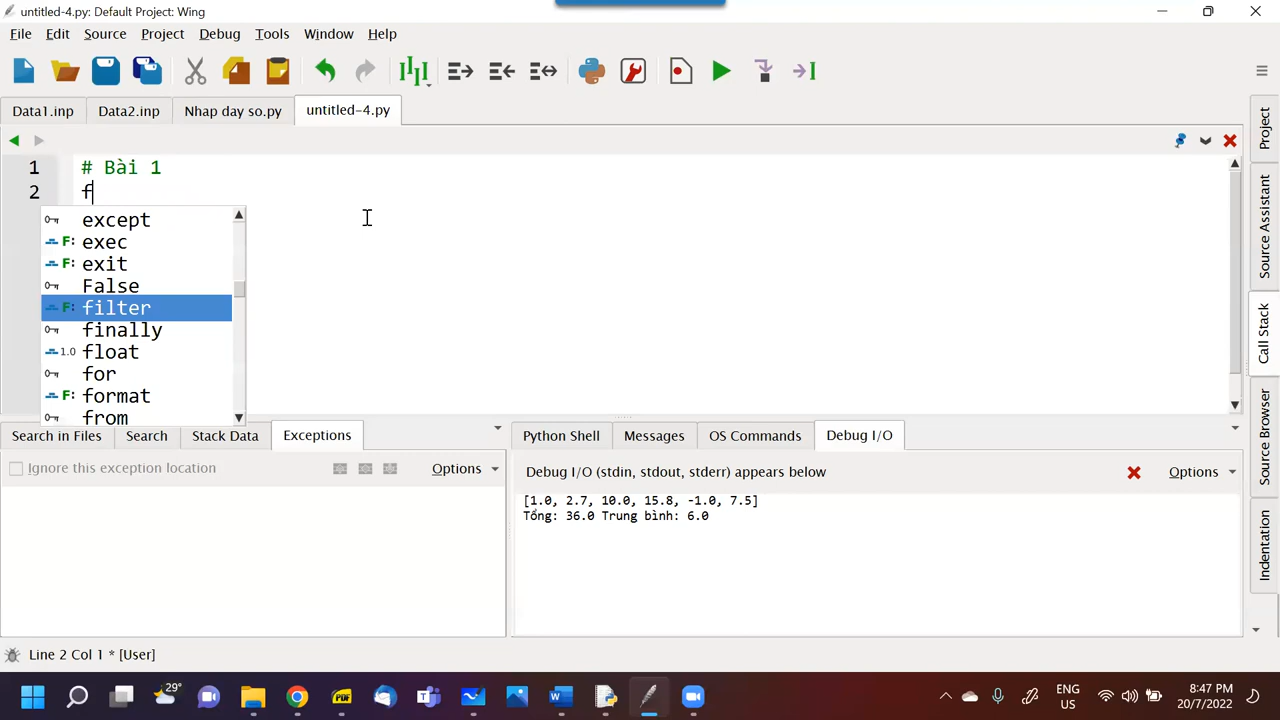 untitled-4.py: Default Project: Wing
File Edit Source Project Debug Tools Window Help
Data1.inp Data2.inp Nhap day so.py untitled-4.py
1 # Bài 1
2 f
except
F: exec
F: exit
False
F: filter
finally
1.0 float
for
F: format
from
Project
Source Assistant
Call Stack
Source Browser
Indentation
Search in Files Search Stack Data Exceptions
Ignore this exception location Options
Python Shell Messages OS Commands Debug I/O
Debug I/O (stdin, stdout, stderr) appears below Options
[1.0, 2.7, 10.0, 15.8, -1.0, 7.5]
Tổng: 36.0 Trung bình: 6.0
Line 2 Col 1 * [User]
29°
PDF
ENG
US
8:47 PM
20/7/2022